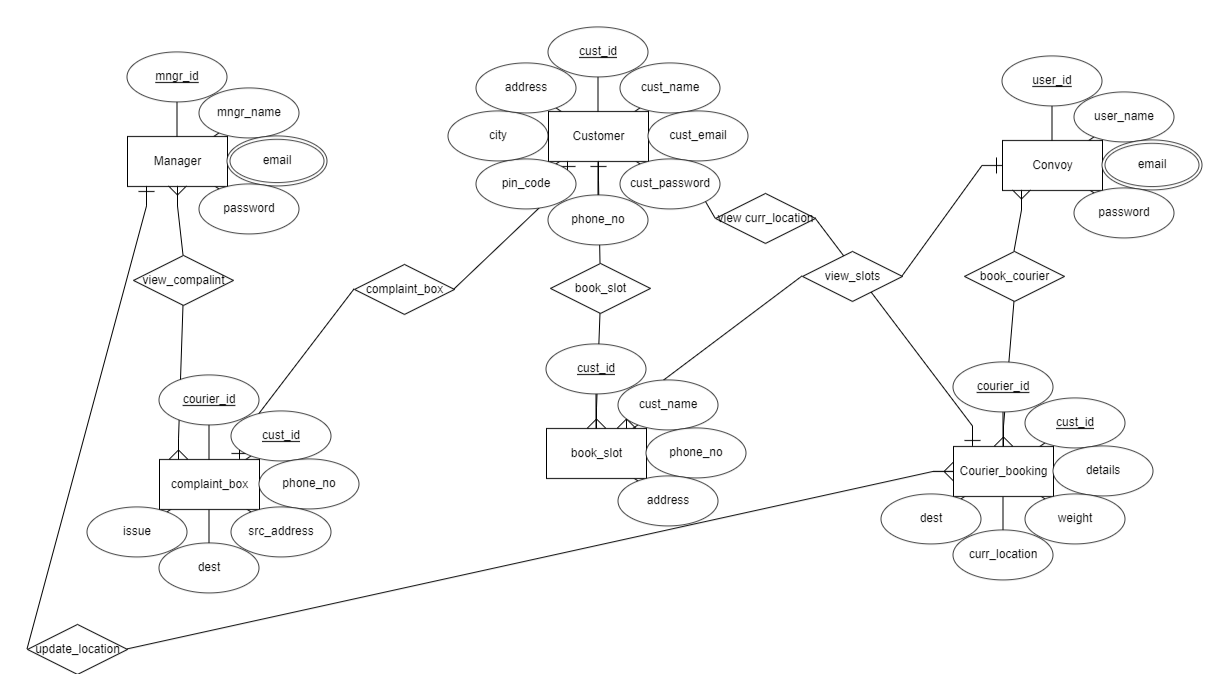 cust_id
mngr_id
user_id
address
cust_name
mngr_name
user_name
city
Customer
cust_email
Manager
email
Convoy
email
pin_code
cust_password
password
password
phone_no
view curr_location
view_compalint
complaint_box
book_slot
view_slots
book_courier
cust_id
courier_id
courier_id
cust_name
cust_id
cust_id
book_slot
phone_no
Courier_booking
details
complaint_box
phone_no
address
issue
src_address
dest
weight
dest
curr_location
update_location